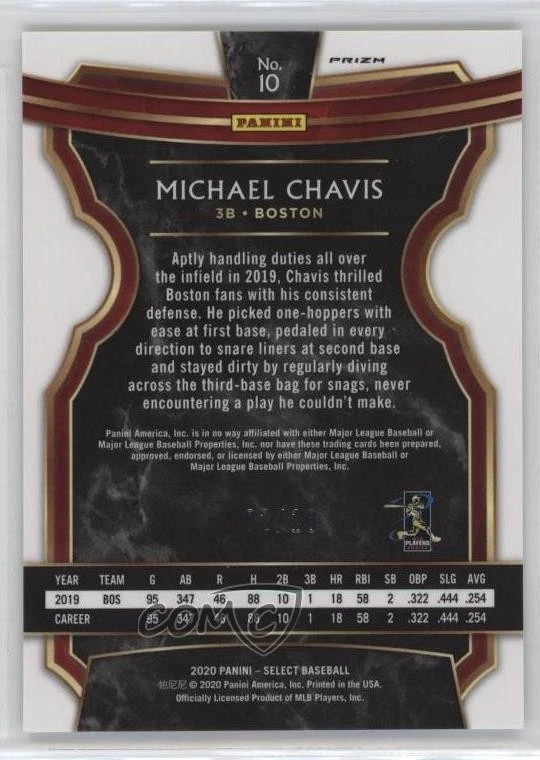 No.
10
PRIZM
PANINI
MICHAEL CHAVIS
3B • BOSTON
Aptly handling duties all over
the infield in 2019, Chavis thrilled
Boston fans with his consistent
defense. He picked one-hoppers with
ease at first base, pedaled in every
direction to snare liners at second base
and stayed dirty by regularly diving
across the third-base bag for snags, never
encountering a play he couldn't make.
Panini America, Inc. is in no way affiliated with either Major League Baseball or
Major League Baseball Properties, Inc. nor have these trading cards been prepared,
approved, endorsed, or licensed by either Major League Baseball or
Major League Baseball Properties, Inc.
PLAYERS
YEAR TEAM G AB R H 2B 3B HR RBI SB OBP SLG AVG
2019 BOS 95 347 46 88 10 1 18 58 2 .322 .444 .254
CAREER 95 347 46 88 10 1 18 58 2 .322 .444 .254
COMC
2020 PANINI – SELECT BASEBALL
帕尼尼 © 2020 Panini America, Inc. Printed in the USA.
Officially Licensed Product of MLB Players, Inc.